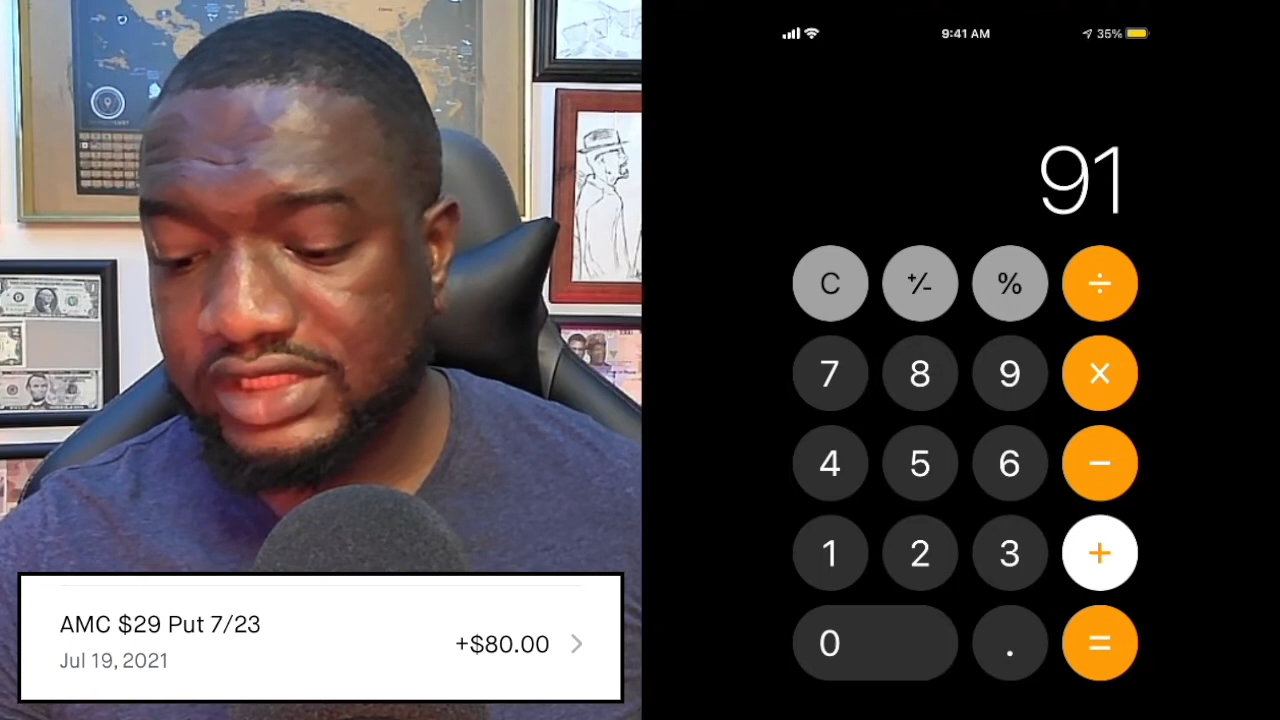 AMC $29 Put 7/23
+$80.00
Jul 19, 2021
9:41 AM
35%
91
C +/- % ÷
7 8 9 ×
4 5 6 −
1 2 3 +
0 . =